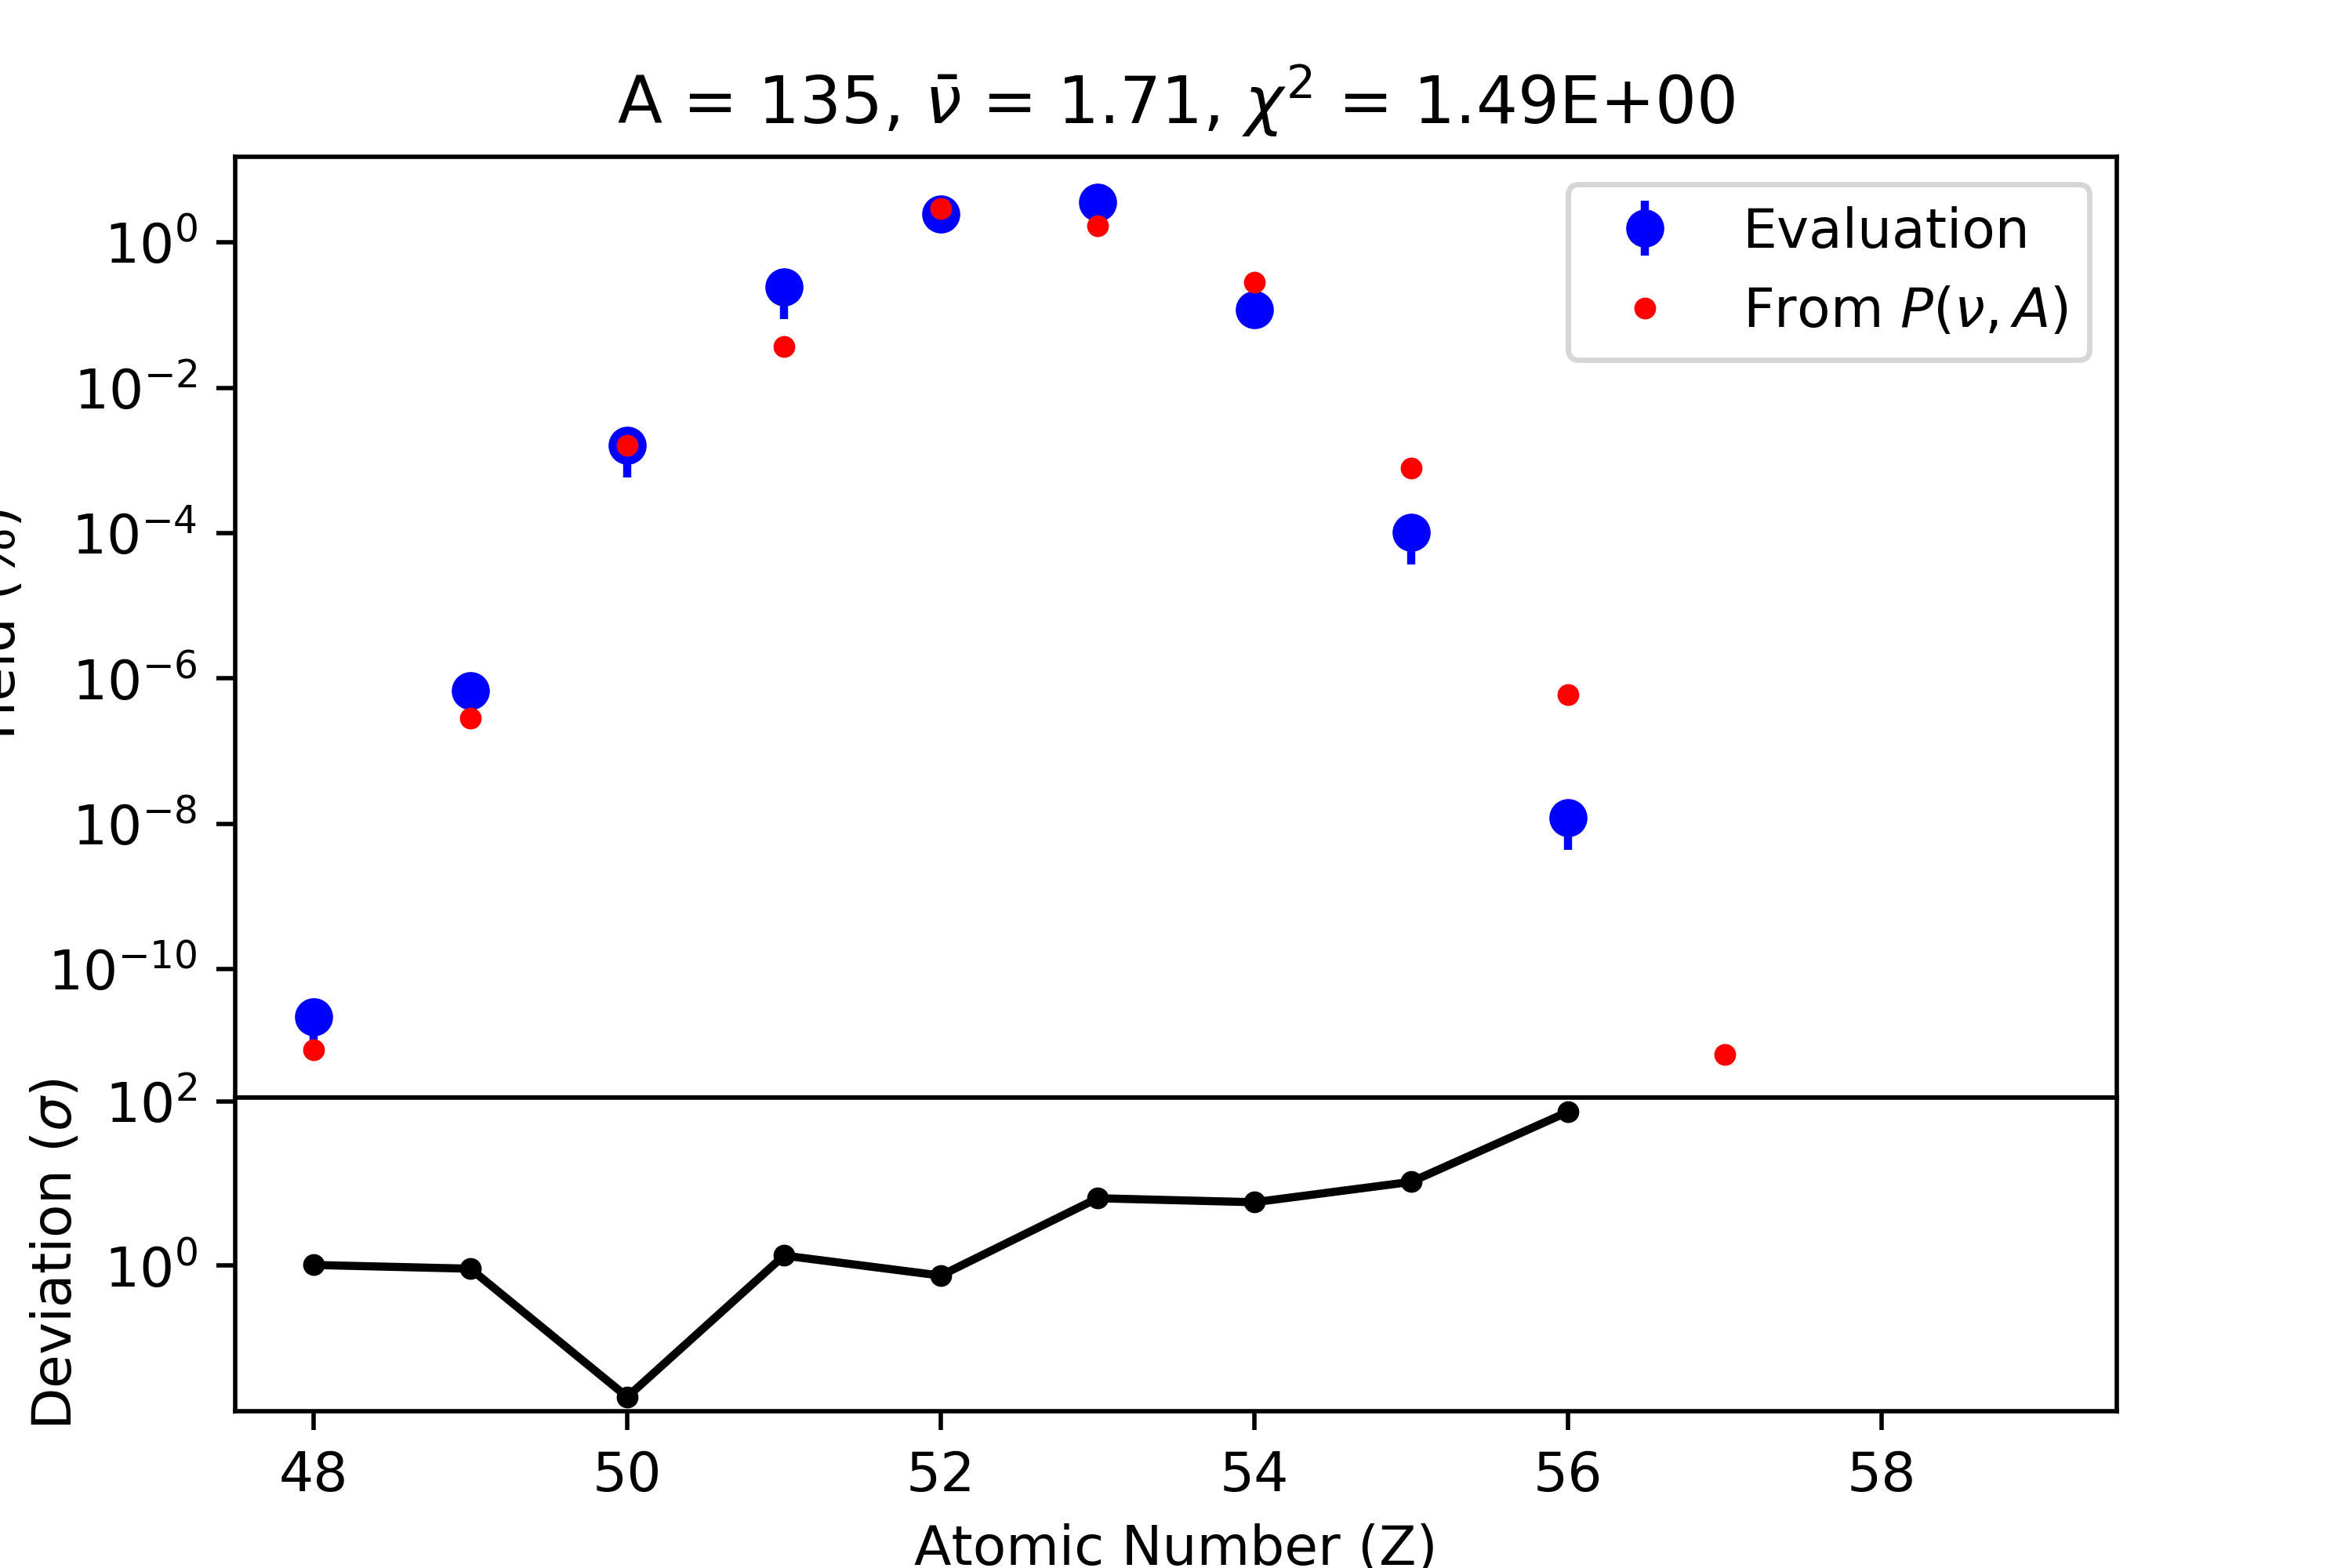 A = 135, ν̄ = 1.71, χ² = 1.49E+00
Evaluation
From P(ν, A)
10⁰
10⁻²
10⁻⁴
10⁻⁶
10⁻⁸
10⁻¹⁰
(%)
10²
10⁰
Deviation (σ)
48 50 52 54 56 58
Atomic Number (Z)